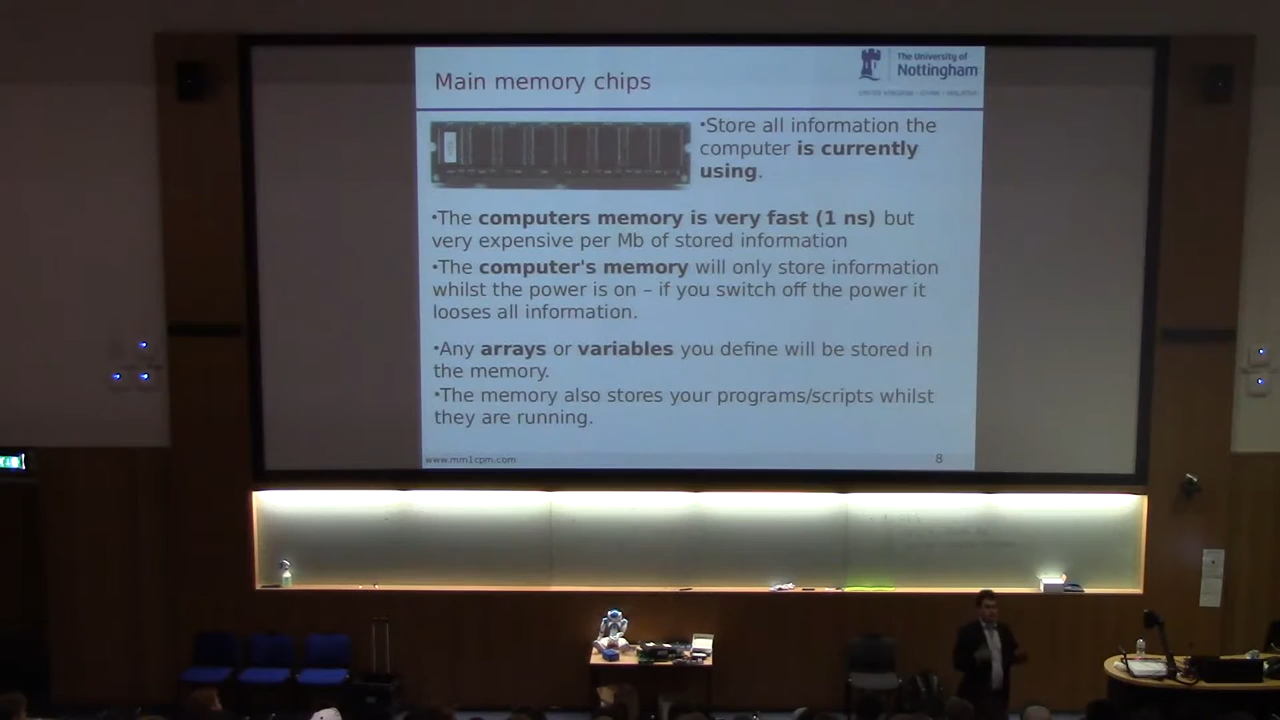 Main memory chips
The University of
Nottingham
UNITED KINGDOM • CHINA • MALAYSIA
•Store all information the
computer is currently
using.
•The computers memory is very fast (1 ns) but
very expensive per Mb of stored information
•The computer's memory will only store information
whilst the power is on – if you switch off the power it
looses all information.
•Any arrays or variables you define will be stored in
the memory.
•The memory also stores your programs/scripts whilst
they are running.
www.mm1cpm.com
8